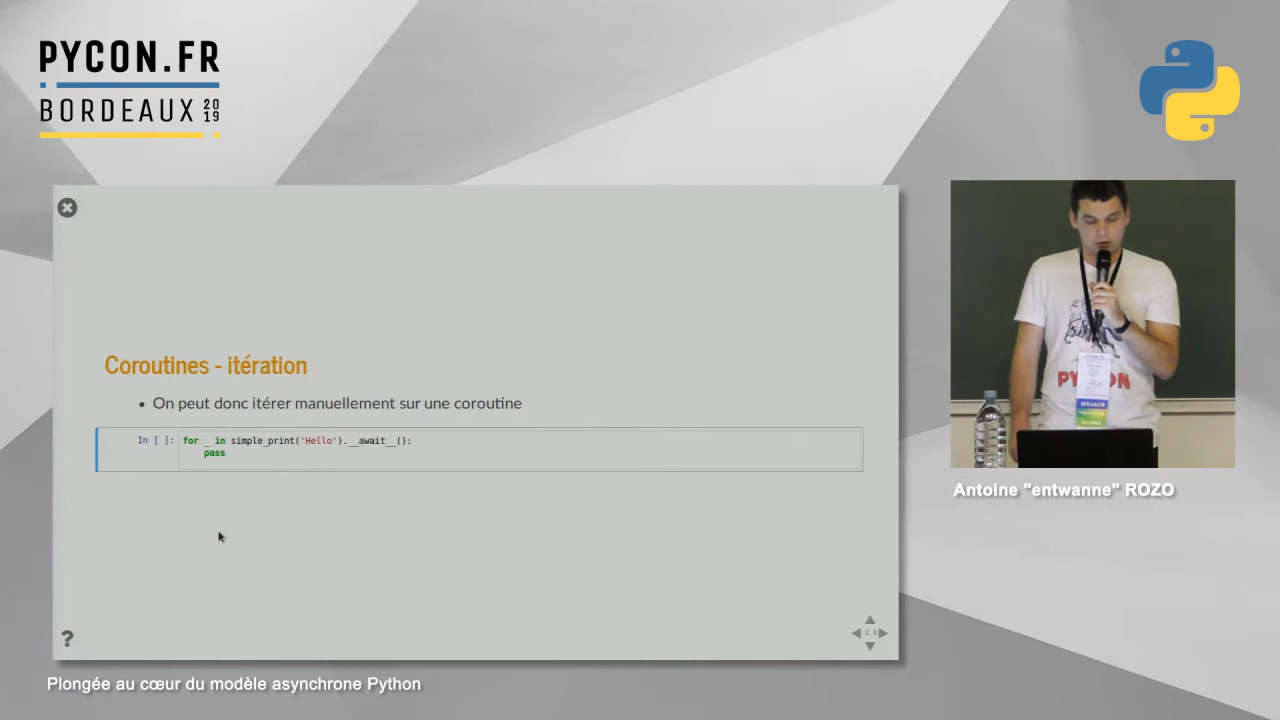 PYCON.FR
BORDEAUX 2019
Coroutines - itération
• On peut donc itérer manuellement sur une coroutine
In [ ]: for _ in simple_print('Hello').__await__():
pass
?
PYCON
SPEAKER
Antoine "entwanne" ROZO
Plongée au cœur du modèle asynchrone Python